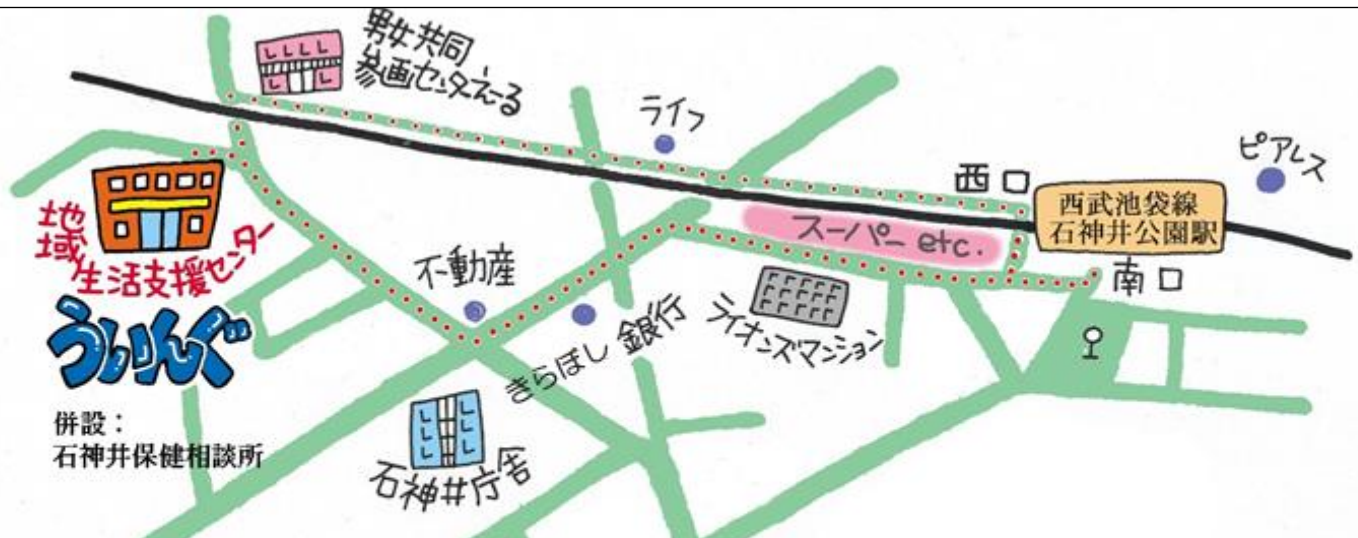 男女共同
参画センターえーる
ライフ
ピアレス
西口
西武池袋線
石神井公園駅
スーパー etc.
南口
地域
生活支援センター
不動産
きらぼし 銀行
ライオンズマンション
ういんぐ
併設：
石神井保健相談所
石神井庁舎